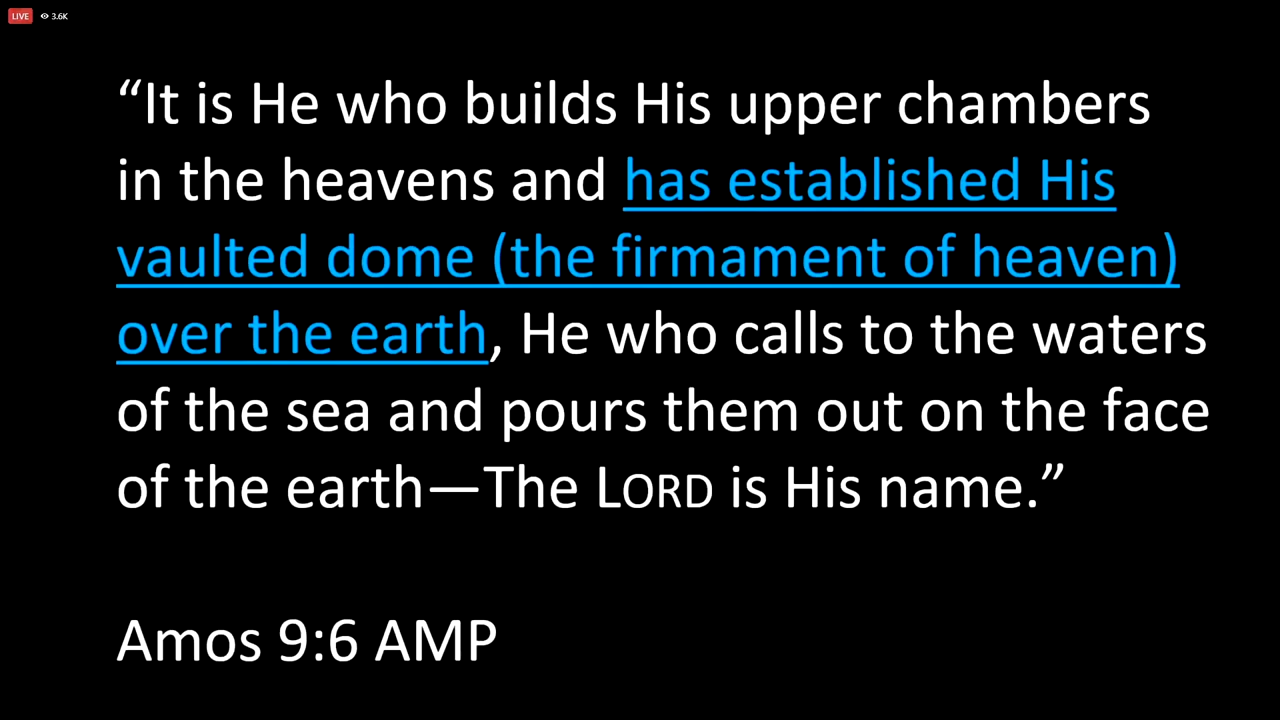 LIVE 3.6K
“It is He who builds His upper chambers
in the heavens and has established His
vaulted dome (the firmament of heaven)
over the earth, He who calls to the waters
of the sea and pours them out on the face
of the earth—The LORD is His name.”
Amos 9:6 AMP